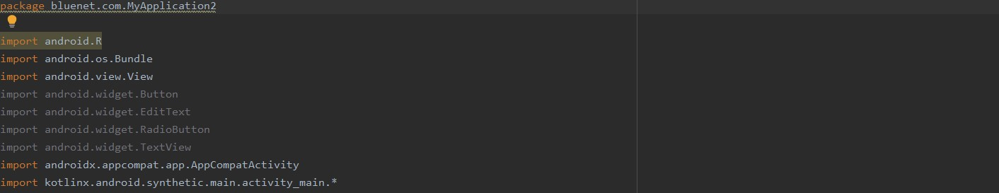 package bluenet.com.MyApplication2
import android.R
import android.os.Bundle
import android.view.View
import android.widget.Button
import android.widget.EditText
import android.widget.RadioButton
import android.widget.TextView
import androidx.appcompat.app.AppCompatActivity
import kotlinx.android.synthetic.main.activity_main.*